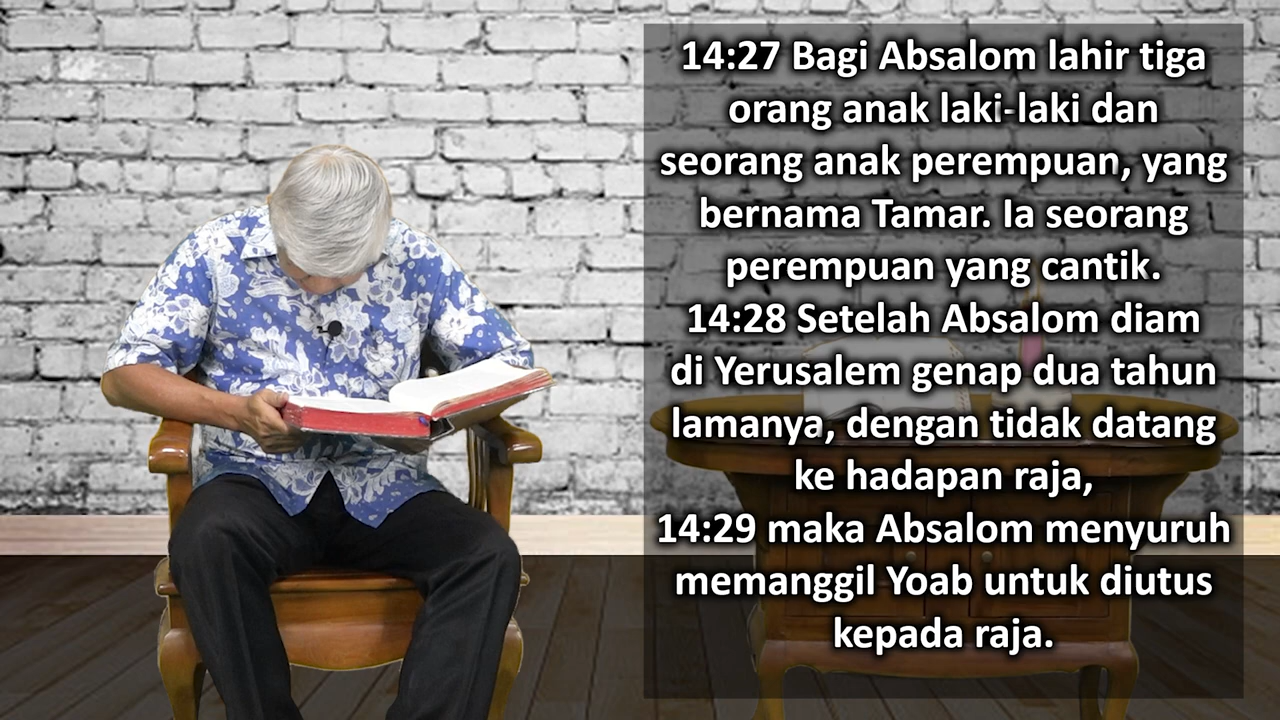 14:27 Bagi Absalom lahir tiga
orang anak laki-laki dan
seorang anak perempuan, yang
bernama Tamar. Ia seorang
perempuan yang cantik.
14:28 Setelah Absalom diam
di Yerusalem genap dua tahun
lamanya, dengan tidak datang
ke hadapan raja,
14:29 maka Absalom menyuruh
memanggil Yoab untuk diutus
kepada raja.